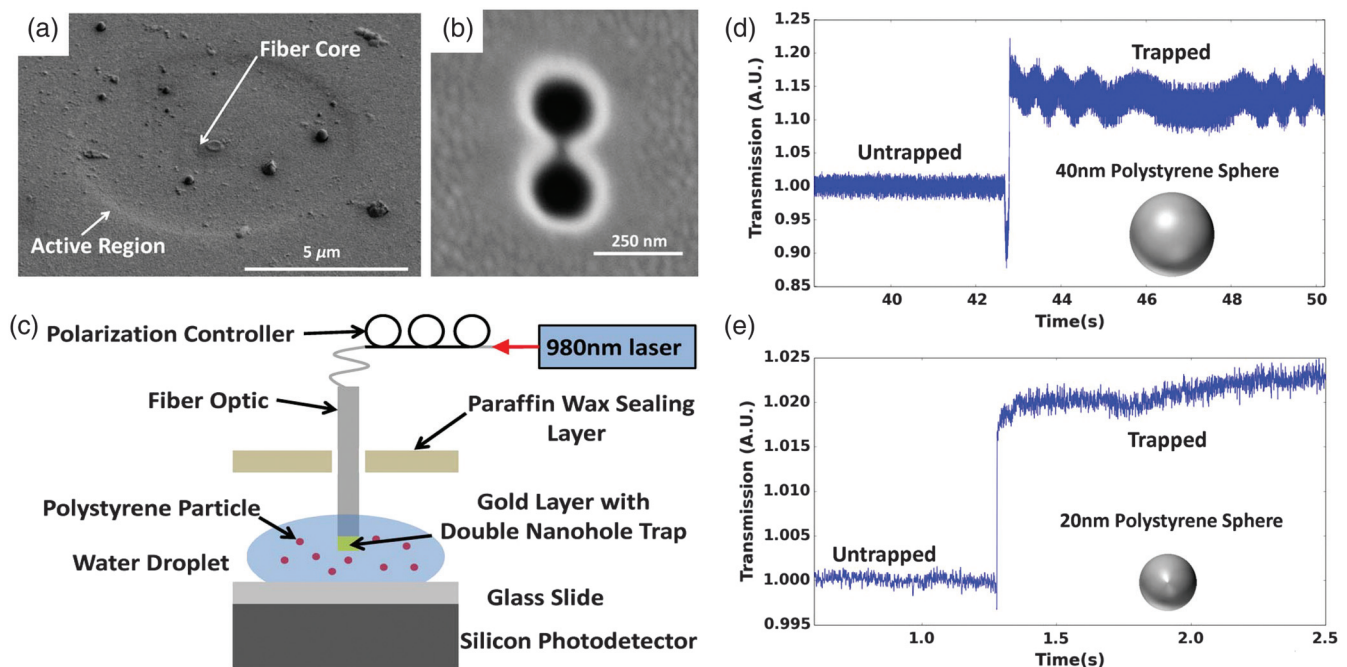 (a)
Fiber Core
Active Region
5 μm
(b)
250 nm
(c)
Polarization Controller
980nm laser
Fiber Optic
Paraffin Wax Sealing
Layer
Polystyrene Particle
Gold Layer with
Double Nanohole Trap
Water Droplet
Glass Slide
Silicon Photodetector
(d)
Transmission (A.U.)
1.25
1.20
1.15
1.10
1.05
1.00
0.95
0.90
0.85
Untrapped
Trapped
40nm Polystyrene Sphere
40 42 44 46 48 50
Time(s)
(e)
Transmission (A.U.)
1.025
1.020
1.015
1.010
1.005
1.000
0.995
Untrapped
Trapped
20nm Polystyrene Sphere
1.0 1.5 2.0 2.5
Time(s)